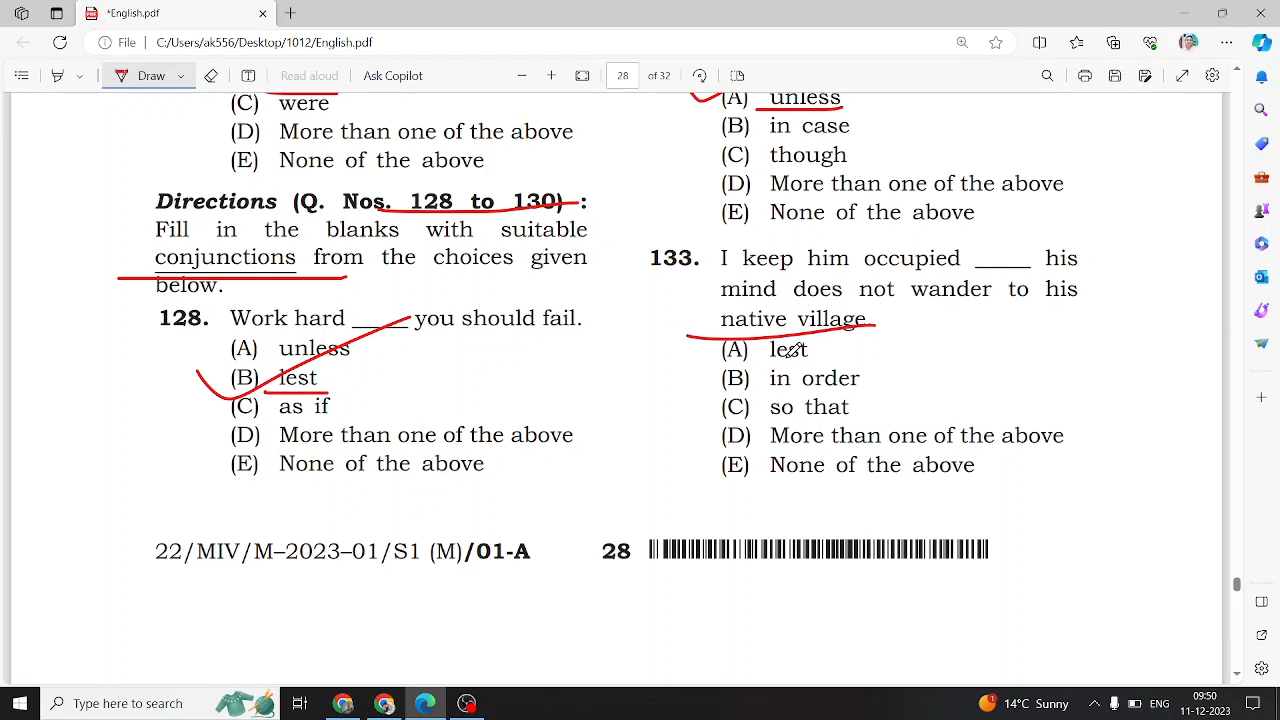 *English.pdf
File C:/Users/ak556/Desktop/1012/English.pdf
Draw Read aloud Ask Copilot 28 of 32
(C) were
(D) More than one of the above
(E) None of the above
Directions (Q. Nos. 128 to 130) :
Fill in the blanks with suitable
conjunctions from the choices given
below.
128. Work hard ____ you should fail.
(A) unless
(B) lest
(C) as if
(D) More than one of the above
(E) None of the above
(A) unless
(B) in case
(C) though
(D) More than one of the above
(E) None of the above
133. I keep him occupied ____ his
mind does not wander to his
native village.
(A) lest
(B) in order
(C) so that
(D) More than one of the above
(E) None of the above
22/MIV/M–2023–01/S1 (M)/01-A 28
Type here to search
14°C Sunny ENG 09:50
11-12-2023